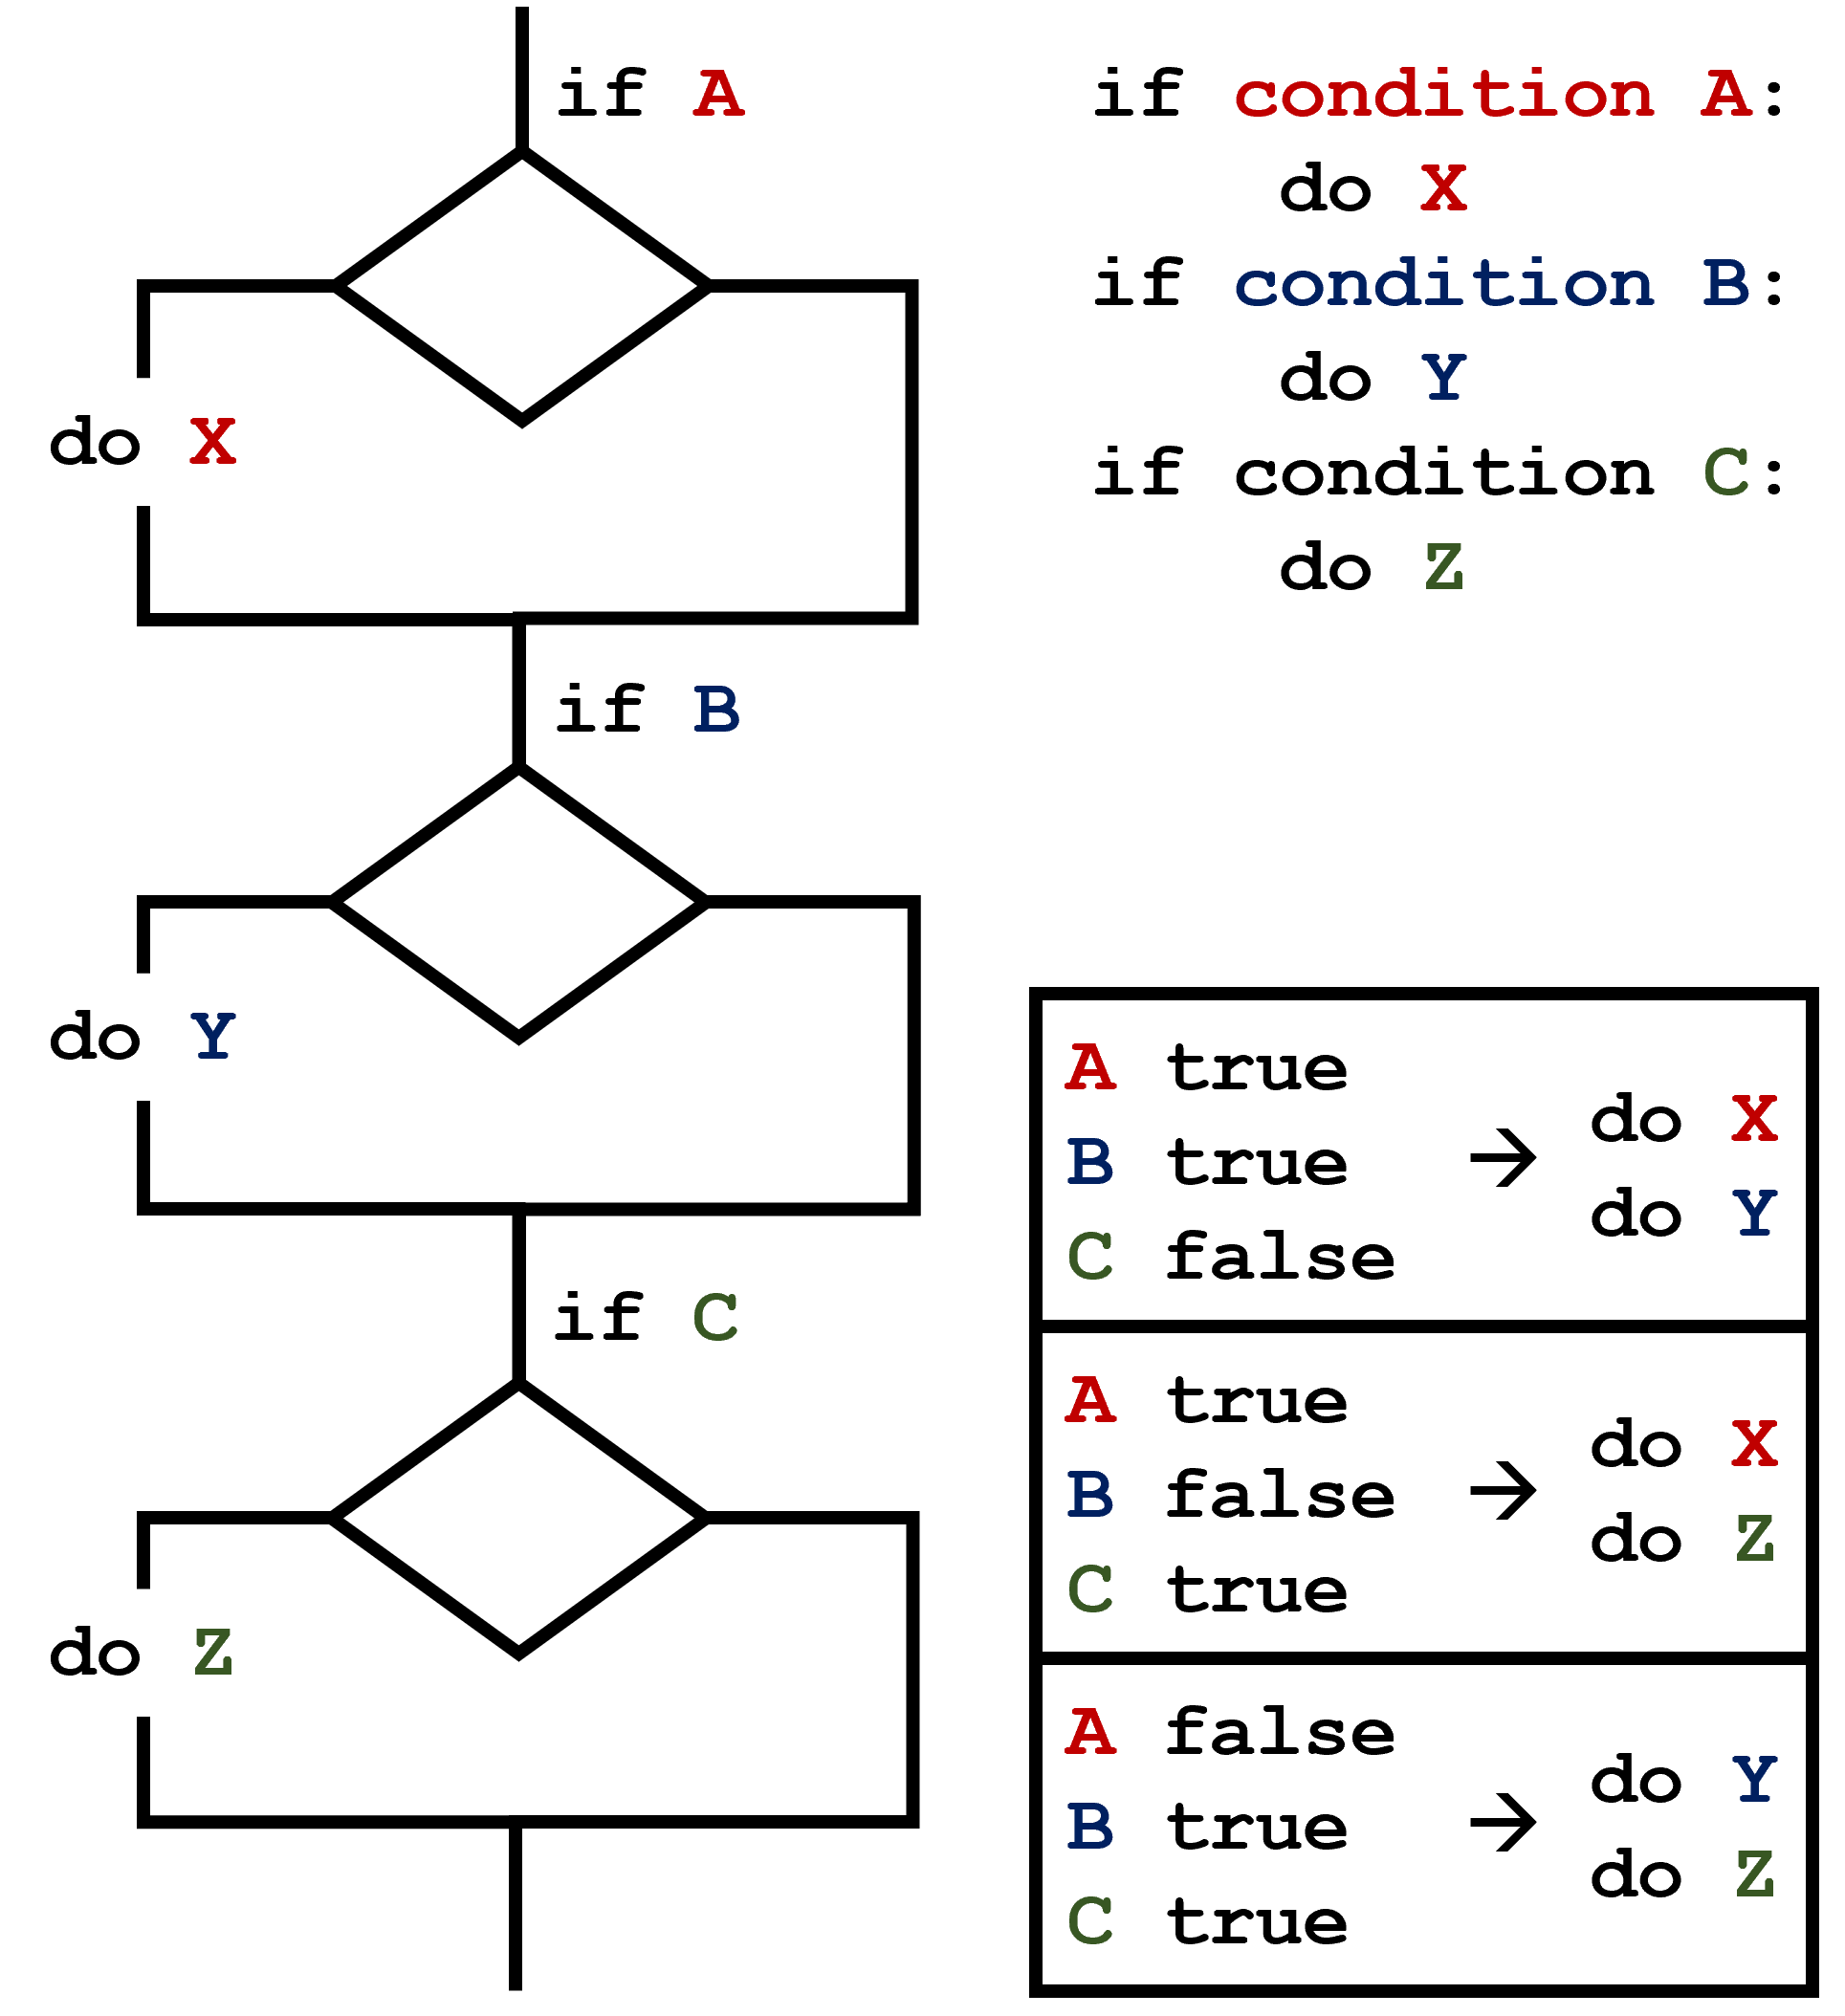 if A
do X
if B
do Y
if C
do Z
if condition A:
do X
if condition B:
do Y
if condition C:
do Z
A true
B true
C false
→
do X
do Y
A true
B false
C true
→
do X
do Z
A false
B true
C true
→
do Y
do Z